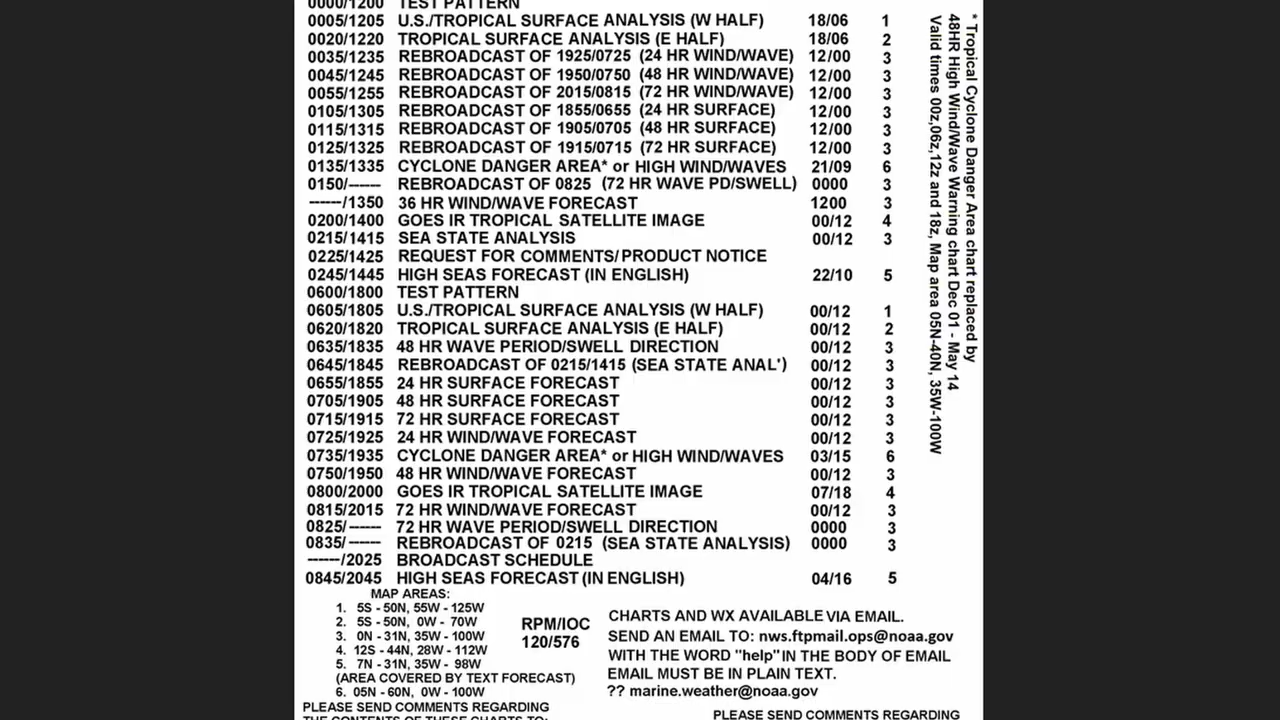 0000/1200 TEST PATTERN
0005/1205 U.S./TROPICAL SURFACE ANALYSIS (W HALF) 18/06 1
0020/1220 TROPICAL SURFACE ANALYSIS (E HALF) 18/06 2
0035/1235 REBROADCAST OF 1925/0725 (24 HR WIND/WAVE) 12/00 3
0045/1245 REBROADCAST OF 1950/0750 (48 HR WIND/WAVE) 12/00 3
0055/1255 REBROADCAST OF 2015/0815 (72 HR WIND/WAVE) 12/00 3
0105/1305 REBROADCAST OF 1855/0655 (24 HR SURFACE) 12/00 3
0115/1315 REBROADCAST OF 1905/0705 (48 HR SURFACE) 12/00 3
0125/1325 REBROADCAST OF 1915/0715 (72 HR SURFACE) 12/00 3
0135/1335 CYCLONE DANGER AREA* or HIGH WIND/WAVES 21/09 6
0150/------ REBROADCAST OF 0825 (72 HR WAVE PD/SWELL) 0000 3
------/1350 36 HR WIND/WAVE FORECAST 1200 3
0200/1400 GOES IR TROPICAL SATELLITE IMAGE 00/12 4
0215/1415 SEA STATE ANALYSIS 00/12 3
0225/1425 REQUEST FOR COMMENTS/PRODUCT NOTICE
0245/1445 HIGH SEAS FORECAST (IN ENGLISH) 22/10 5
0600/1800 TEST PATTERN
0605/1805 U.S./TROPICAL SURFACE ANALYSIS (W HALF) 00/12 1
0620/1820 TROPICAL SURFACE ANALYSIS (E HALF) 00/12 2
0635/1835 48 HR WAVE PERIOD/SWELL DIRECTION 00/12 3
0645/1845 REBROADCAST OF 0215/1415 (SEA STATE ANAL') 00/12 3
0655/1855 24 HR SURFACE FORECAST 00/12 3
0705/1905 48 HR SURFACE FORECAST 00/12 3
0715/1915 72 HR SURFACE FORECAST 00/12 3
0725/1925 24 HR WIND/WAVE FORECAST 00/12 3
0735/1935 CYCLONE DANGER AREA* or HIGH WIND/WAVES 03/15 6
0750/1950 48 HR WIND/WAVE FORECAST 00/12 3
0800/2000 GOES IR TROPICAL SATELLITE IMAGE 07/18 4
0815/2015 72 HR WIND/WAVE FORECAST 00/12 3
0825/------ 72 HR WAVE PERIOD/SWELL DIRECTION 0000 3
0835/------ REBROADCAST OF 0215 (SEA STATE ANALYSIS) 0000 3
------/2025 BROADCAST SCHEDULE
0845/2045 HIGH SEAS FORECAST (IN ENGLISH) 04/16 5
* Tropical Cyclone Danger Area chart replaced by
48HR High Wind/Wave Warning chart Dec 01 - May 14
Valid times 00z,06z,12z and 18z, Map area 05N-40N, 35W-100W
MAP AREAS:
1. 5S - 50N, 55W - 125W
2. 5S - 50N, 0W - 70W
3. 0N - 31N, 35W - 100W
4. 12S - 44N, 28W - 112W
5. 7N - 31N, 35W - 98W
(AREA COVERED BY TEXT FORECAST)
6. 05N - 60N, 0W - 100W
RPM/IOC
120/576
CHARTS AND WX AVAILABLE VIA EMAIL.
SEND AN EMAIL TO: nws.ftpmail.ops@noaa.gov
WITH THE WORD "help" IN THE BODY OF EMAIL
EMAIL MUST BE IN PLAIN TEXT.
?? marine.weather@noaa.gov
PLEASE SEND COMMENTS REGARDING
THE CONTENTS OF THESE CHARTS TO:
PLEASE SEND COMMENTS REGARDING